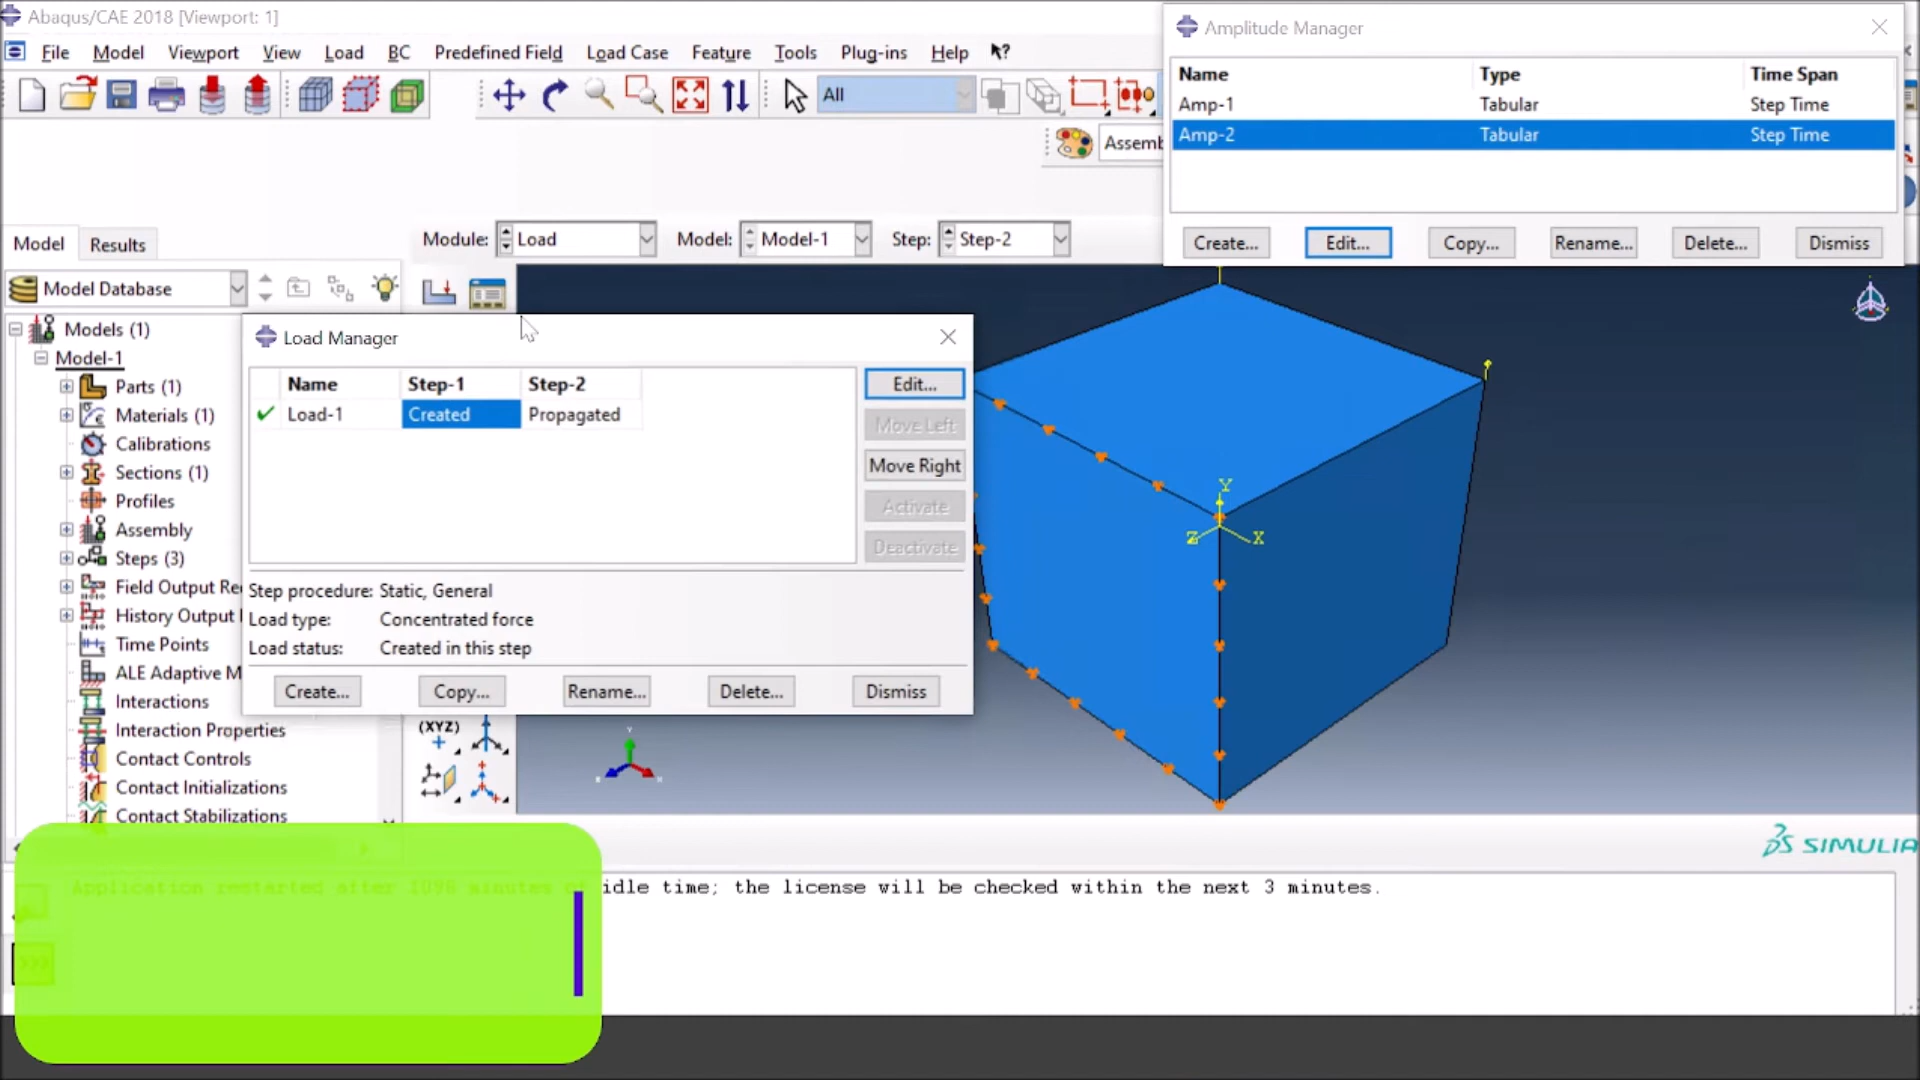 Abaqus/CAE 2018 [Viewport: 1]
File Model Viewport View Load BC Predefined Field Load Case Feature Tools Plug-ins Help
All
Assemb
Amplitude Manager
Name Type Time Span
Amp-1 Tabular Step Time
Amp-2 Tabular Step Time
Create... Edit... Copy... Rename... Delete... Dismiss
Model Results
Module: Load Model: Model-1 Step: Step-2
Model Database
Models (1)
Model-1
Parts (1)
Materials (1)
Calibrations
Sections (1)
Profiles
Assembly
Steps (3)
Field Output Re
History Output
Time Points
ALE Adaptive M
Interactions
Interaction Properties
Contact Controls
Contact Initializations
Contact Stabilizations
Load Manager
Name Step-1 Step-2
Load-1 Created Propagated
Edit...
Move Left
Move Right
Activate
Deactivate
Step procedure: Static, General
Load type: Concentrated force
Load status: Created in this step
Create... Copy... Rename... Delete... Dismiss
(XYZ)
Y
Z X
SIMULIA
Application restarted after 1096 minutes of idle time; the license will be checked within the next 3 minutes.
>>>